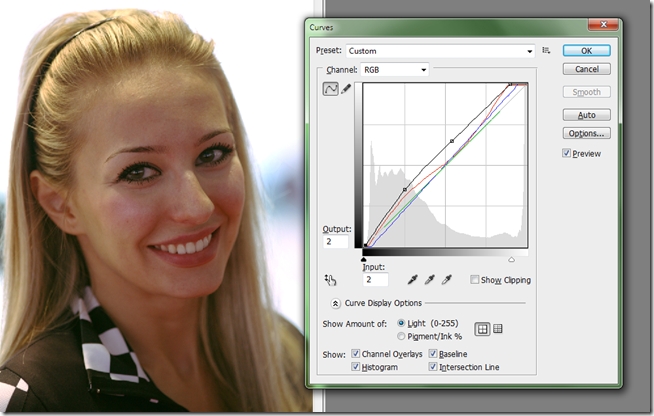 Curves
Preset: Custom
OK
Channel: RGB
Cancel
Smooth
Auto
Options...
Preview
Output:
2
Input:
2
Show Clipping
Curve Display Options
Show Amount of: Light (0-255)
Pigment/Ink %
Show: Channel Overlays Baseline
Histogram Intersection Line